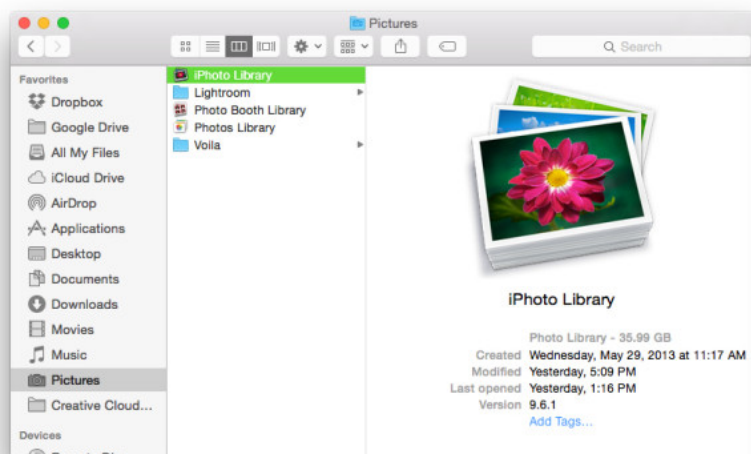 Pictures
Search
Favorites
Dropbox
Google Drive
All My Files
iCloud Drive
AirDrop
Applications
Desktop
Documents
Downloads
Movies
Music
Pictures
Creative Cloud...
Devices
iPhoto Library
Lightroom
Photo Booth Library
Photos Library
Voila
iPhoto Library
Photo Library - 35.99 GB
Created Wednesday, May 29, 2013 at 11:17 AM
Modified Yesterday, 5:09 PM
Last opened Yesterday, 1:16 PM
Version 9.6.1
Add Tags...